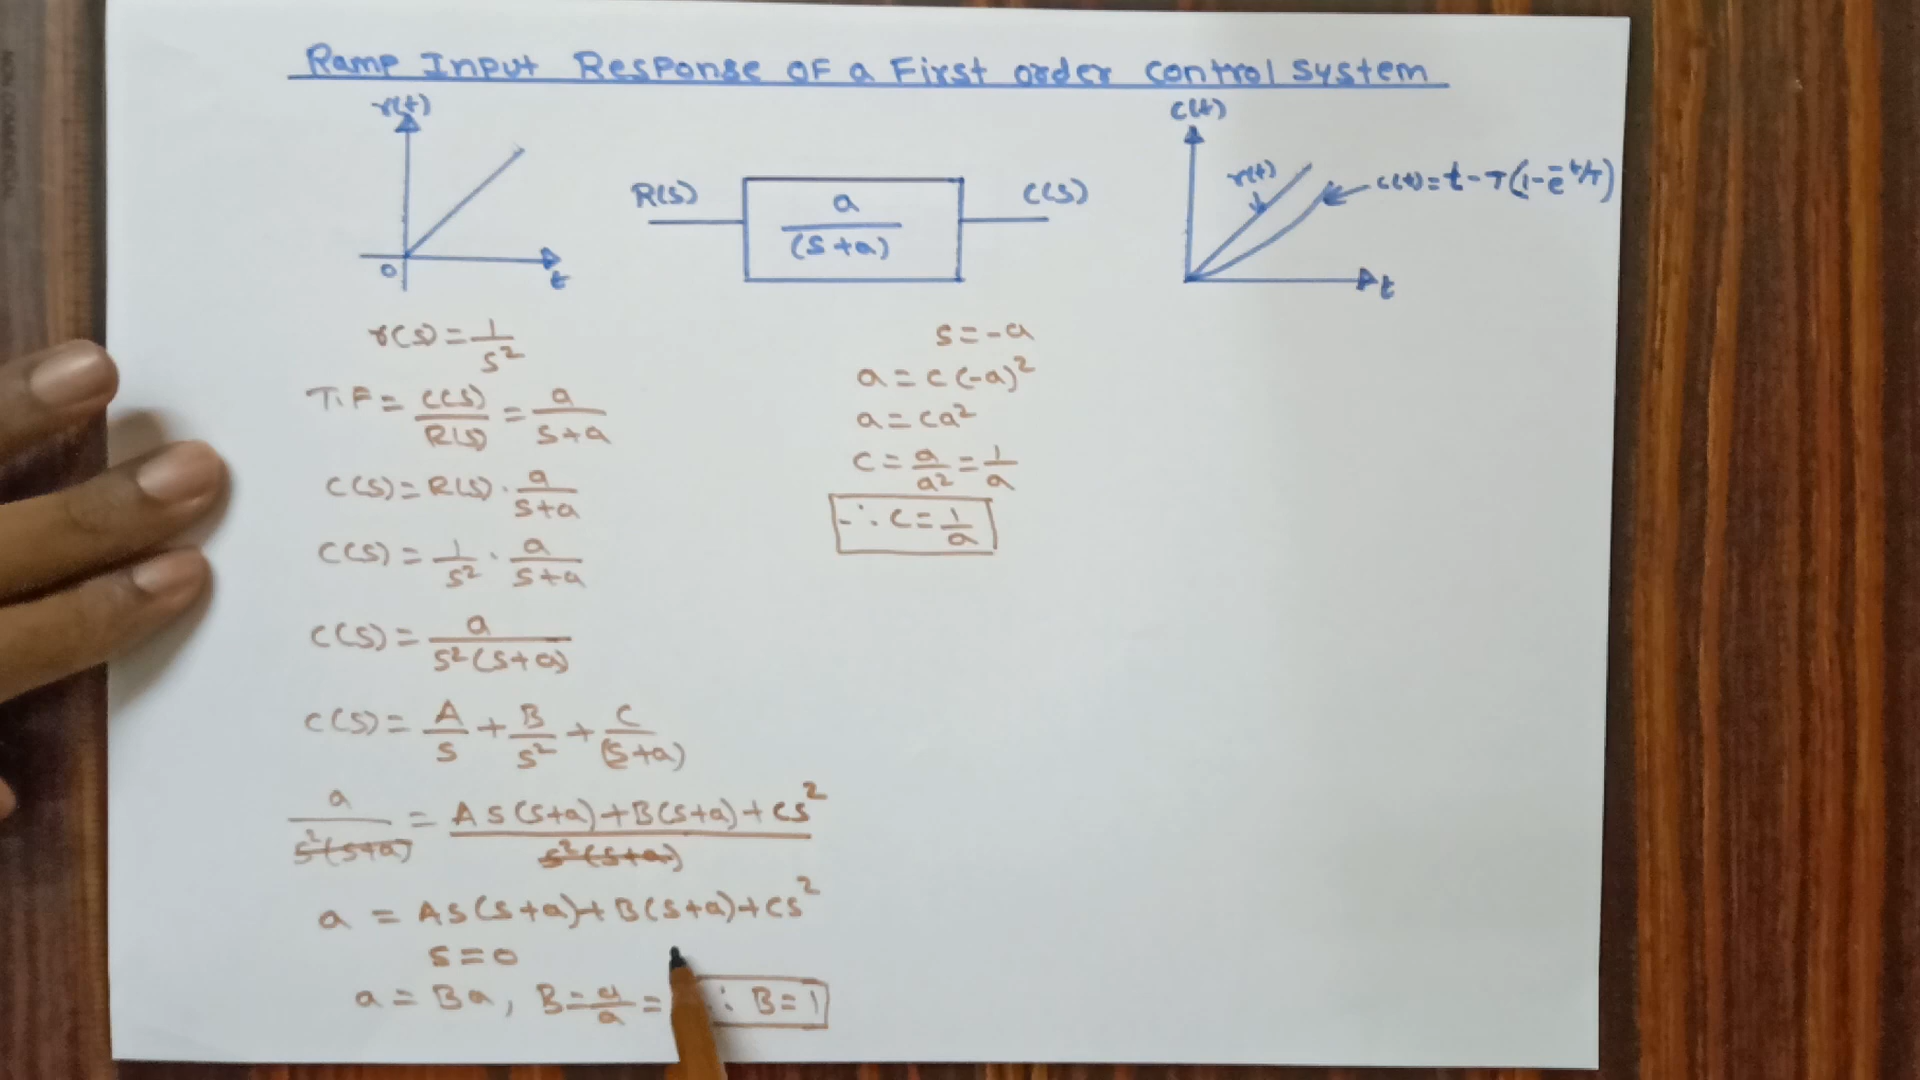 Ramp Input Response of a First order control system
r(t)
0
t
R(s)
a
(s+a)
C(s)
C(t)
r(t)
c(t)=t-T(1-e^-t/T)
t
r(s)=1/s²
T.F=C(s)/R(s)=a/s+a
C(s)=R(s)·a/s+a
C(s)=1/s²·a/s+a
C(s)=a/s²(s+a)
C(s)=A/s+B/s²+C/(s+a)
a/s²(s+a)=As(s+a)+B(s+a)+Cs²/s²(s+a)
a=As(s+a)+B(s+a)+Cs²
s=0
a=Ba, B=a/a= ∴ B=1
s=-a
a=c(-a)²
a=ca²
c=a/a²=1/a
∴ c=1/a